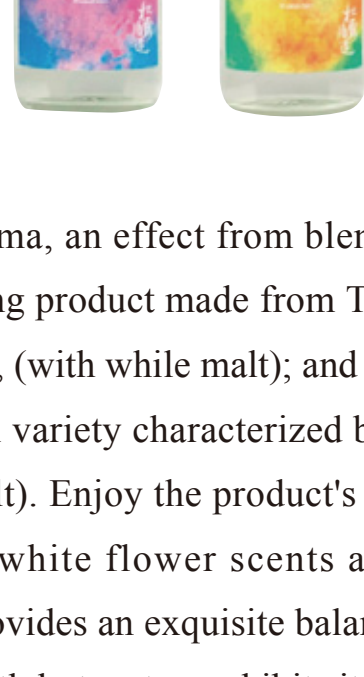 ma, an effect from blen
ng product made from T
, (with while malt); and
variety characterized b
lt). Enjoy the product's
white flower scents a
ovides an exquisite balan